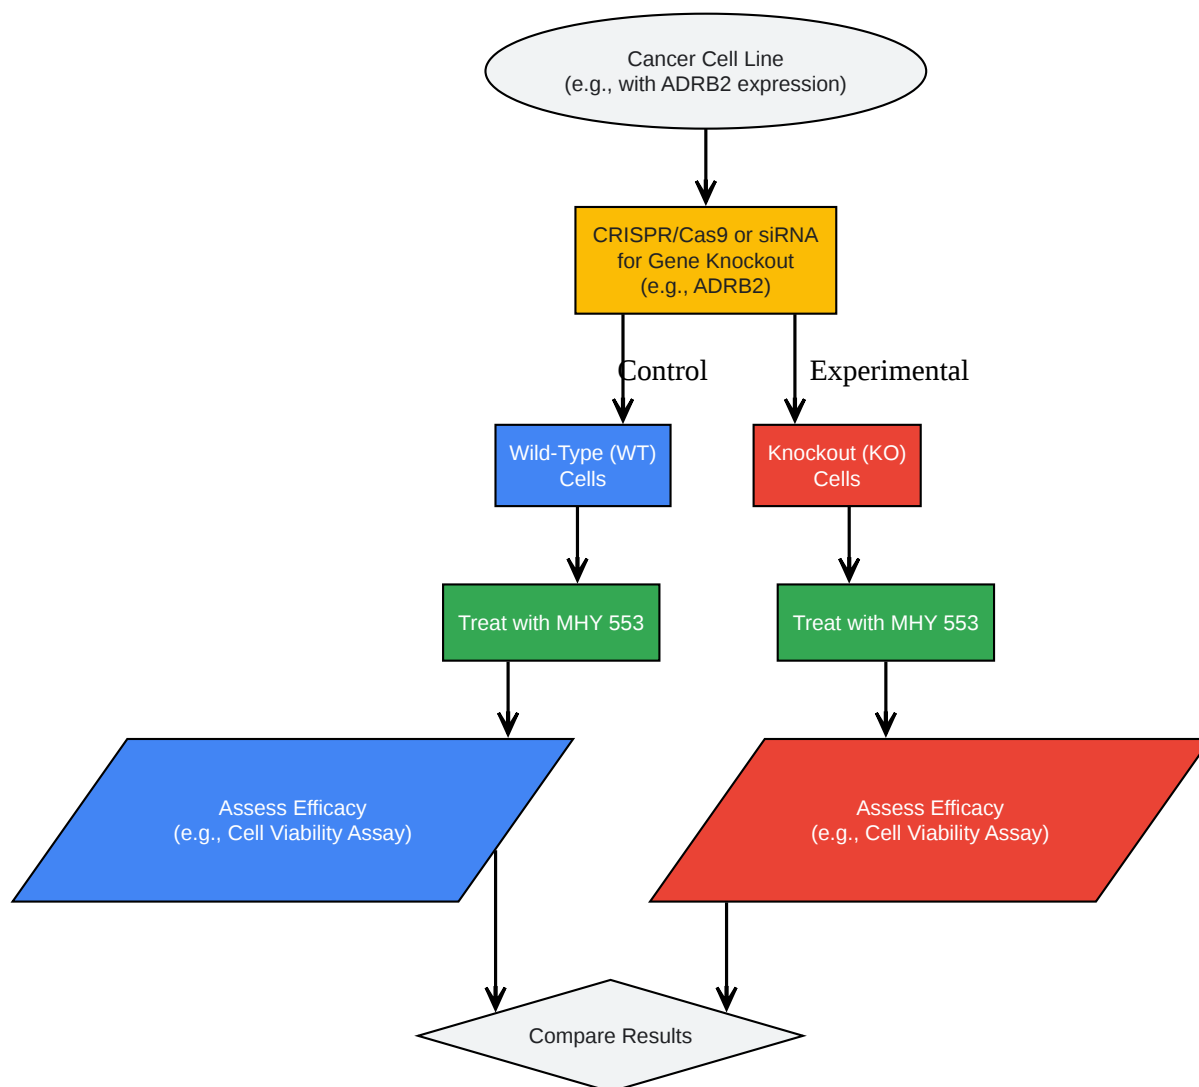 Cancer Cell Line
(e.g., with ADRB2 expression)
CRISPR/Cas9 or siRNA
for Gene Knockout
(e.g., ADRB2)
Control
Experimental
Wild-Type (WT)
Cells
Knockout (KO)
Cells
Treat with MHY 553
Treat with MHY 553
Assess Efficacy
(e.g., Cell Viability Assay)
Assess Efficacy
(e.g., Cell Viability Assay)
Compare Results